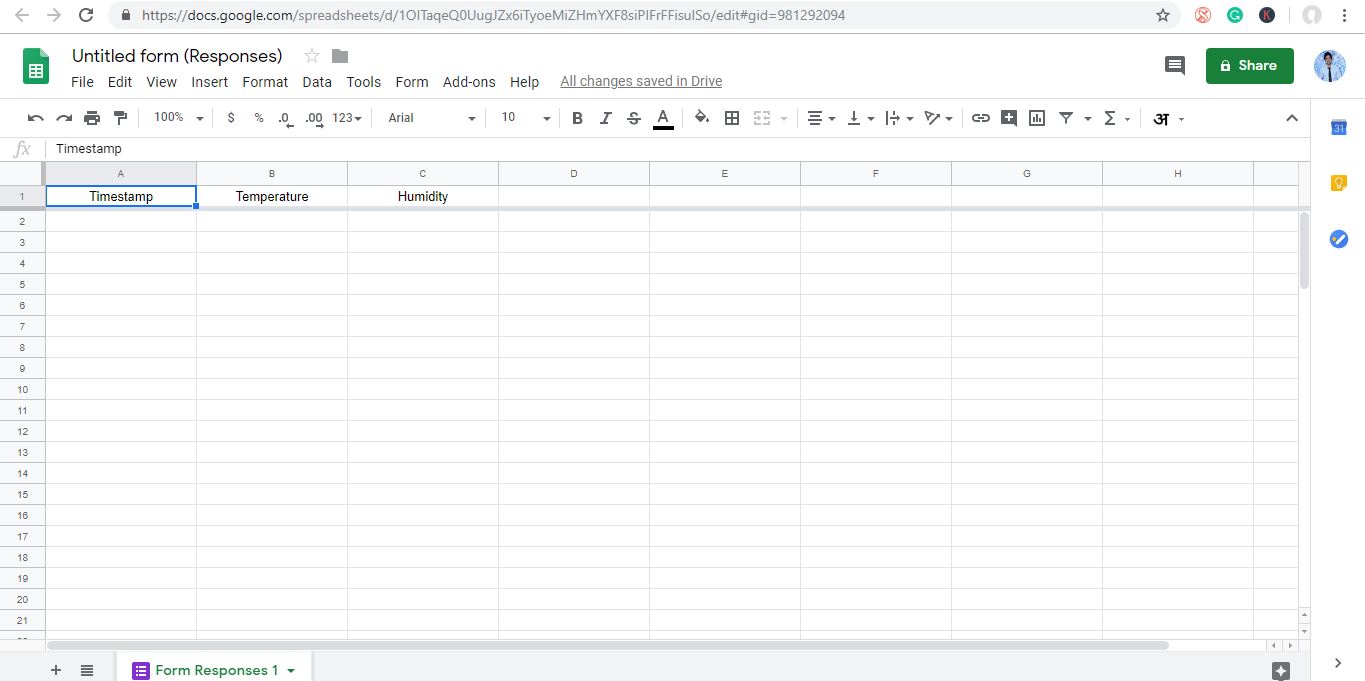 https://docs.google.com/spreadsheets/d/1OITaqeQ0UugJZx6iTyoeMiZHmYXF8siPIFrFFisulSo/edit#gid=981292094
Untitled form (Responses)
File Edit View Insert Format Data Tools Form Add-ons Help All changes saved in Drive
Share
100% $ % .0 .00 123 Arial 10 B I S A Σ अ
31
fx Timestamp
A B C D E F G H
1 Timestamp Temperature Humidity
2
3
4
5
6
7
8
9
10
11
12
13
14
15
16
17
18
19
20
21
+ Form Responses 1